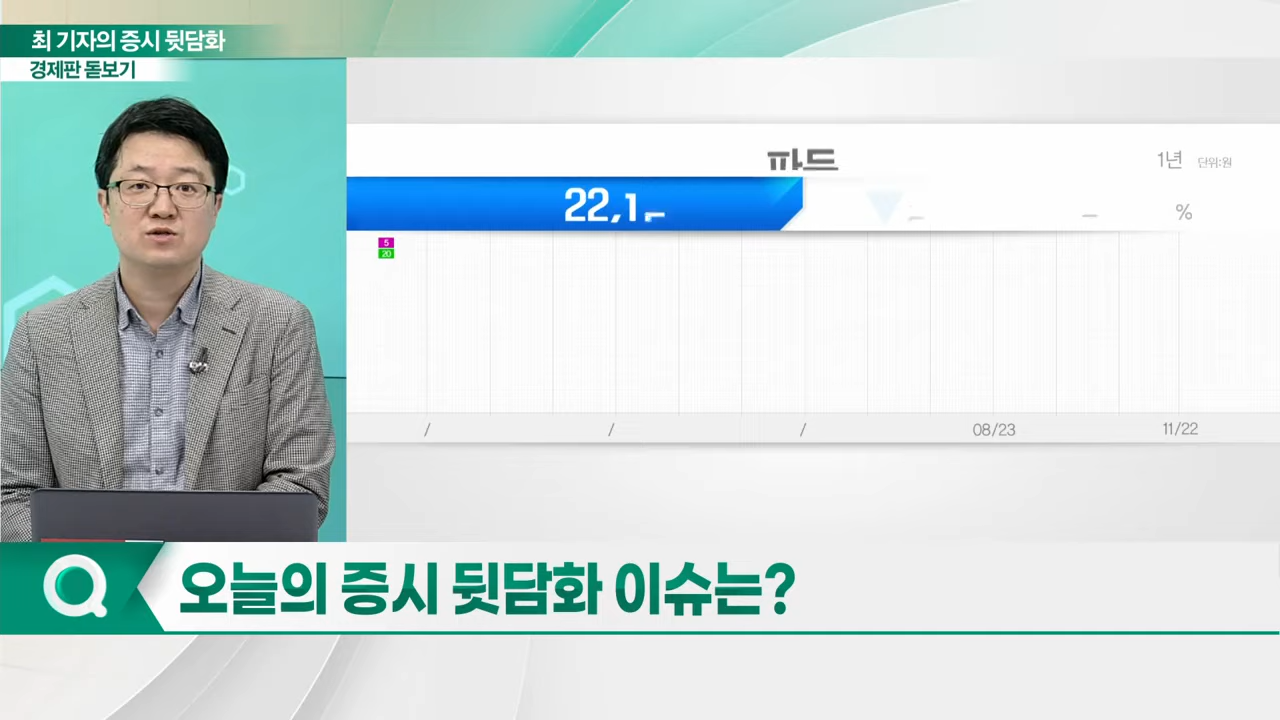 최 기자의 증시 뒷담화
경제판 돋보기
1년 단위:원
%
5
20
/ / / 08/23 11/22
오늘의 증시 뒷담화 이슈는?